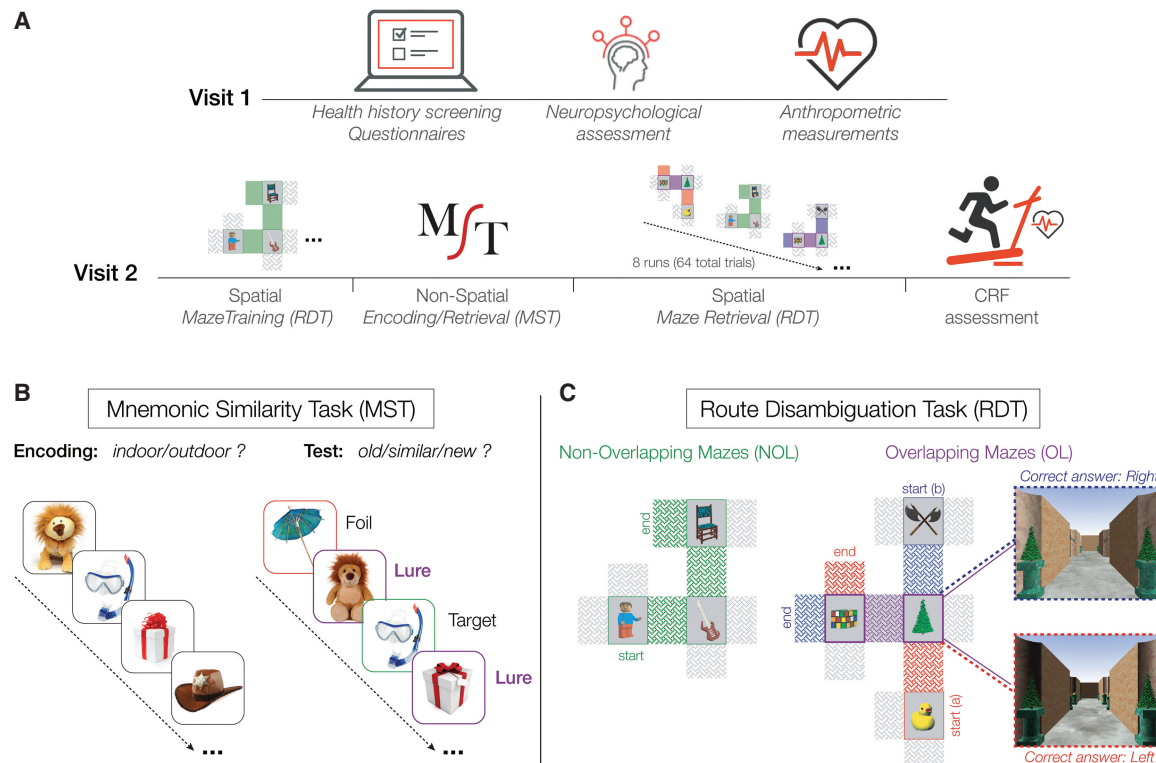 A
Visit 1
Health history screening
Questionnaires
Neuropsychological
assessment
Anthropometric
measurements
Visit 2
...
MST
8 runs (64 total trials)
...
Spatial
MazeTraining (RDT)
Non-Spatial
Encoding/Retrieval (MST)
Spatial
Maze Retrieval (RDT)
CRF
assessment
B
Mnemonic Similarity Task (MST)
Encoding: indoor/outdoor ?
Test: old/similar/new ?
Foil
Lure
Target
Lure
...
...
C
Route Disambiguation Task (RDT)
Non-Overlapping Mazes (NOL)
Overlapping Mazes (OL)
Correct answer: Right
start (b)
end
end
end
start
start (a)
Correct answer: Left